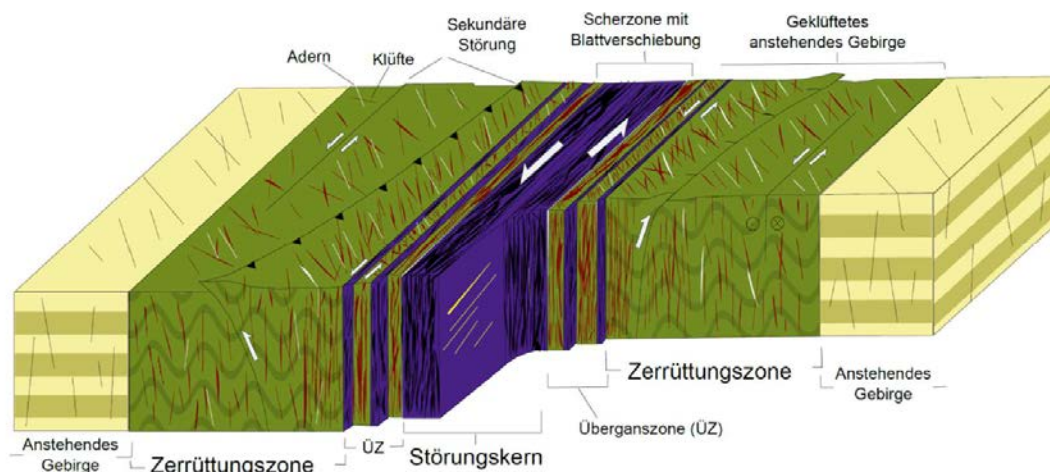 Adern
Klüfte
Sekundäre
Störung
Scherzone mit
Blattverschiebung
Geklüftetes
anstehendes Gebirge
Anstehendes
Gebirge
Zerrüttungszone
ÜZ
Störungskern
Überganszone (ÜZ)
Zerrüttungszone
Anstehendes
Gebirge